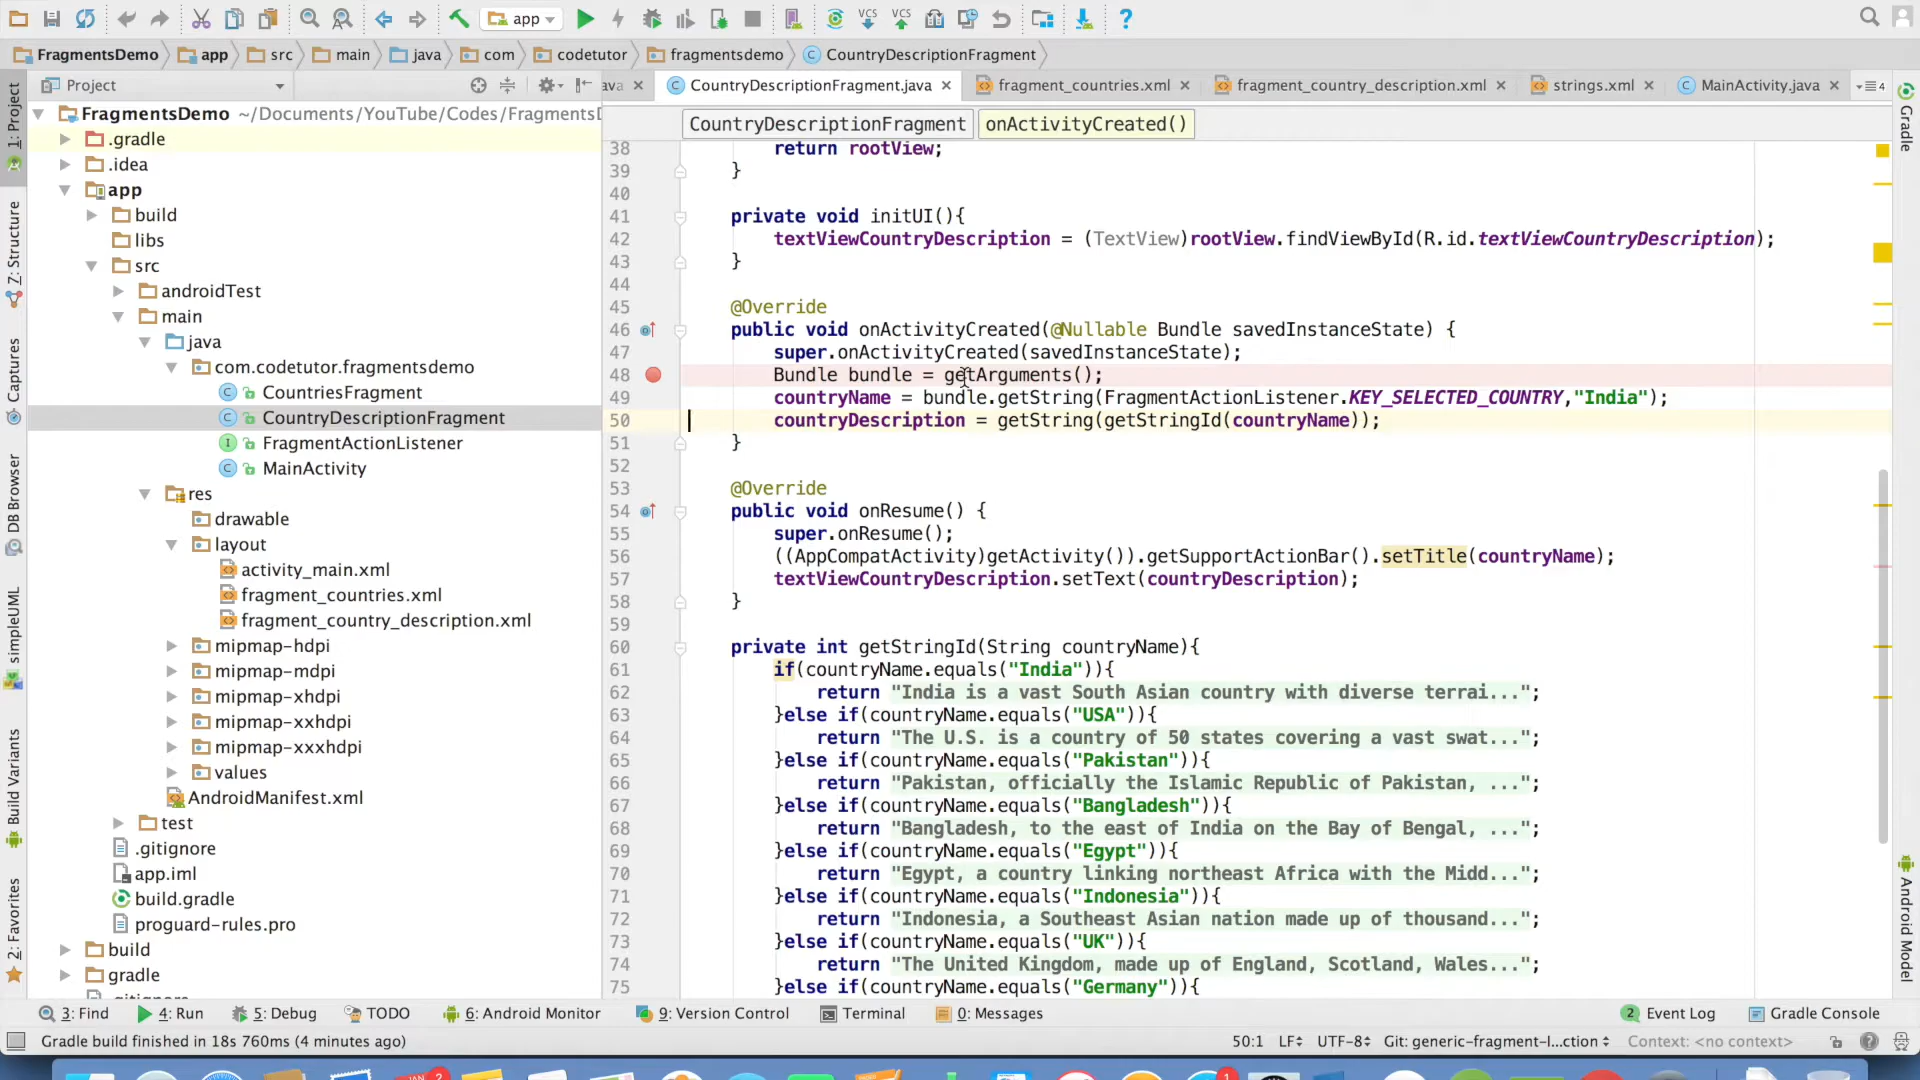 app
FragmentsDemo app src main java com codetutor fragmentsdemo CountryDescriptionFragment
Project
ava CountryDescriptionFragment.java fragment_countries.xml fragment_country_description.xml strings.xml MainActivity.java 4
CountryDescriptionFragment onActivityCreated()
1: Project
Z: Structure
Captures
DB Browser
simpleUML
Build Variants
2: Favorites
FragmentsDemo ~/Documents/YouTube/Codes/Fragments
.gradle
.idea
app
build
libs
src
androidTest
main
java
com.codetutor.fragmentsdemo
CountriesFragment
CountryDescriptionFragment
FragmentActionListener
MainActivity
res
drawable
layout
activity_main.xml
fragment_countries.xml
fragment_country_description.xml
mipmap-hdpi
mipmap-mdpi
mipmap-xhdpi
mipmap-xxhdpi
mipmap-xxxhdpi
values
AndroidManifest.xml
test
.gitignore
app.iml
build.gradle
proguard-rules.pro
build
gradle
.gitignore
38 return rootView;
39 }
40
41 private void initUI(){
42 textViewCountryDescription = (TextView)rootView.findViewById(R.id.textViewCountryDescription);
43 }
44
45 @Override
46 public void onActivityCreated(@Nullable Bundle savedInstanceState) {
47 super.onActivityCreated(savedInstanceState);
48 Bundle bundle = getArguments();
49 countryName = bundle.getString(FragmentActionListener.KEY_SELECTED_COUNTRY,"India");
50 countryDescription = getString(getStringId(countryName));
51 }
52
53 @Override
54 public void onResume() {
55 super.onResume();
56 ((AppCompatActivity)getActivity()).getSupportActionBar().setTitle(countryName);
57 textViewCountryDescription.setText(countryDescription);
58 }
59
60 private int getStringId(String countryName){
61 if(countryName.equals("India")){
62 return "India is a vast South Asian country with diverse terrai...";
63 }else if(countryName.equals("USA")){
64 return "The U.S. is a country of 50 states covering a vast swat...";
65 }else if(countryName.equals("Pakistan")){
66 return "Pakistan, officially the Islamic Republic of Pakistan, ...";
67 }else if(countryName.equals("Bangladesh")){
68 return "Bangladesh, to the east of India on the Bay of Bengal, ...";
69 }else if(countryName.equals("Egypt")){
70 return "Egypt, a country linking northeast Africa with the Midd...";
71 }else if(countryName.equals("Indonesia")){
72 return "Indonesia, a Southeast Asian nation made up of thousand...";
73 }else if(countryName.equals("UK")){
74 return "The United Kingdom, made up of England, Scotland, Wales...";
75 }else if(countryName.equals("Germany")){
Gradle
Android Model
3: Find 4: Run 5: Debug TODO 6: Android Monitor 9: Version Control Terminal 0: Messages 2 Event Log Gradle Console
Gradle build finished in 18s 760ms (4 minutes ago) 50:1 LF UTF-8 Git: generic-fragment-l...ction Context: <no context>